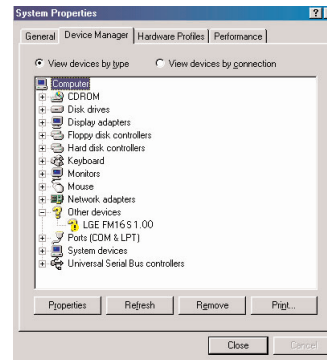 System Properties
General Device Manager Hardware Profiles Performance
View devices by type View devices by connection
Computer
CDROM
Disk drives
Display adapters
Floppy disk controllers
Hard disk controllers
Keyboard
Monitors
Mouse
Network adapters
Other devices
LGE FM16S 1.00
Ports (COM & LPT)
System devices
Universal Serial Bus controllers
Properties Refresh Remove Print...
Close Cancel